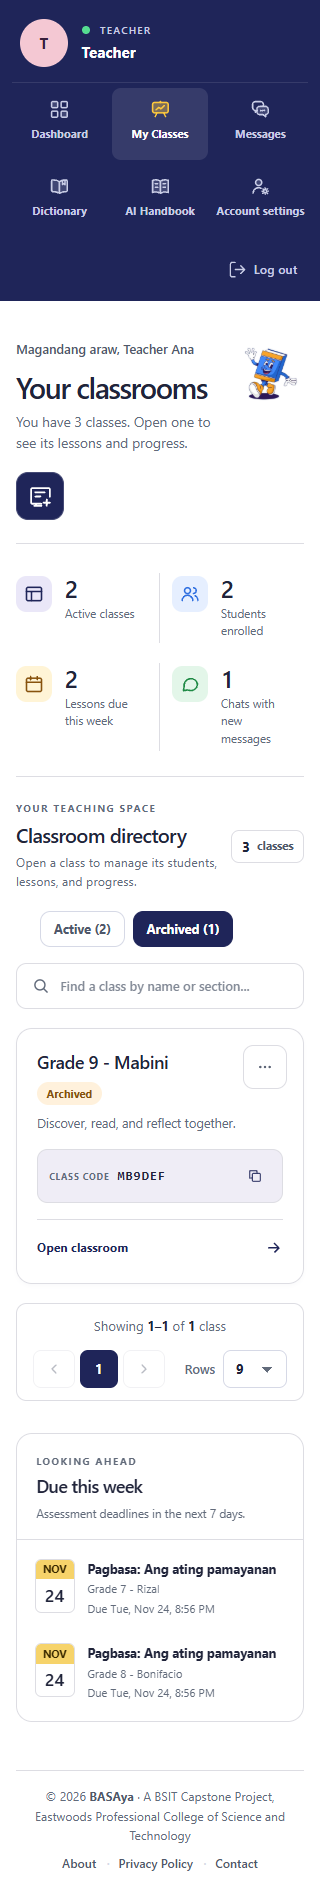 T
TEACHER
Teacher
Dashboard
My Classes
Messages
Dictionary
AI Handbook
Account settings
Log out
Magandang araw, Teacher Ana
Your classrooms
You have 3 classes. Open one to
see its lessons and progress.
2
Active classes
2
Students
enrolled
2
Lessons due
this week
1
Chats with
new
messages
YOUR TEACHING SPACE
Classroom directory
3 classes
Open a class to manage its students,
lessons, and progress.
Active (2)
Archived (1)
Find a class by name or section...
Grade 9 - Mabini
Archived
Discover, read, and reflect together.
CLASS CODE MB9DEF
Open classroom
Showing 1–1 of 1 class
1
Rows
9
LOOKING AHEAD
Due this week
Assessment deadlines in the next 7 days.
NOV
24
Pagbasa: Ang ating pamayanan
Grade 7 - Rizal
Due Tue, Nov 24, 8:56 PM
NOV
24
Pagbasa: Ang ating pamayanan
Grade 8 - Bonifacio
Due Tue, Nov 24, 8:56 PM
© 2026 BASAya · A BSIT Capstone Project,
Eastwoods Professional College of Science and
Technology
About · Privacy Policy · Contact